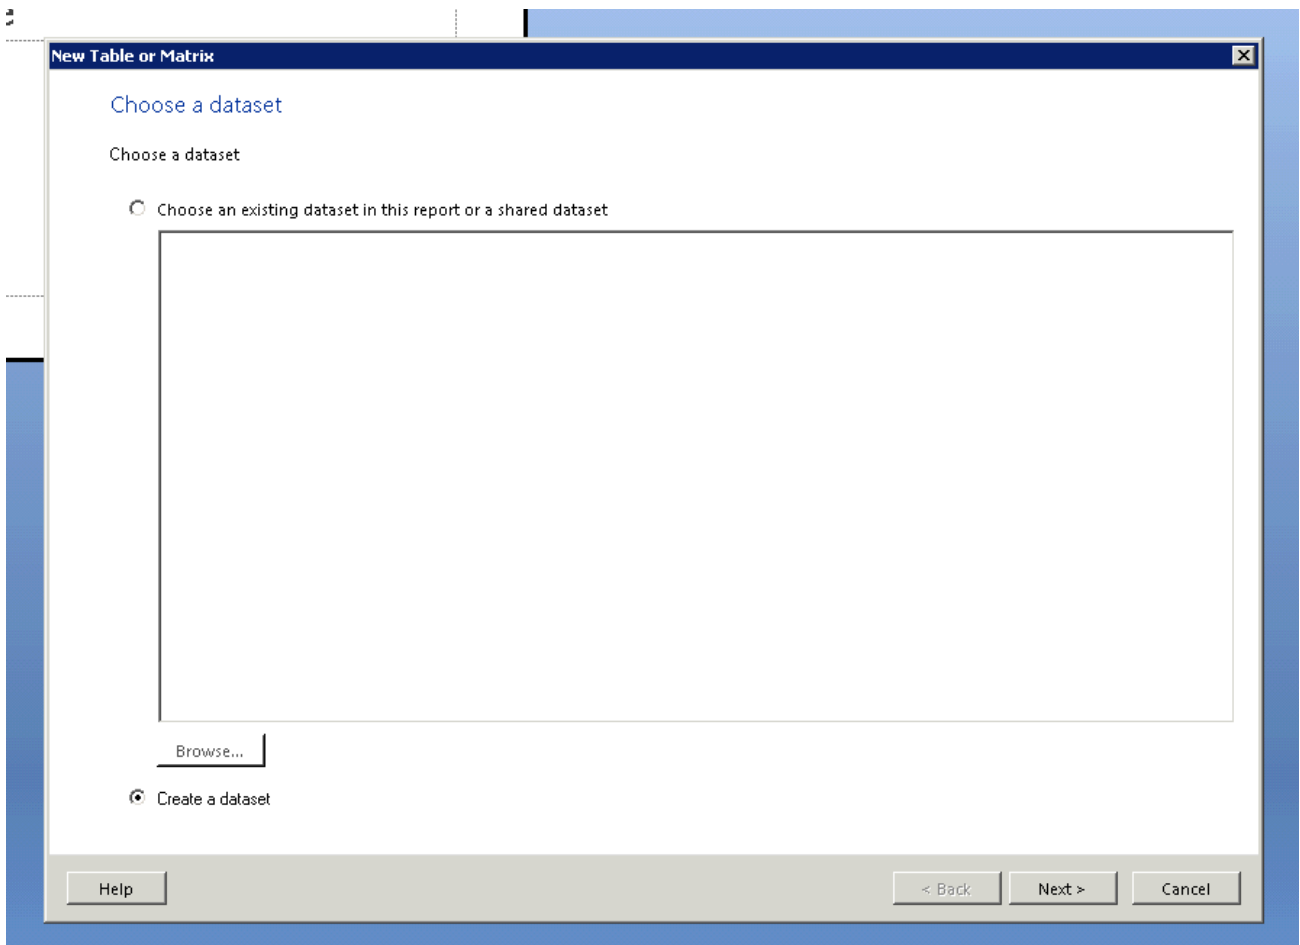 New Table or Matrix
Choose a dataset
Choose a dataset
Choose an existing dataset in this report or a shared dataset
Browse...
Create a dataset
Help
< Back
Next >
Cancel